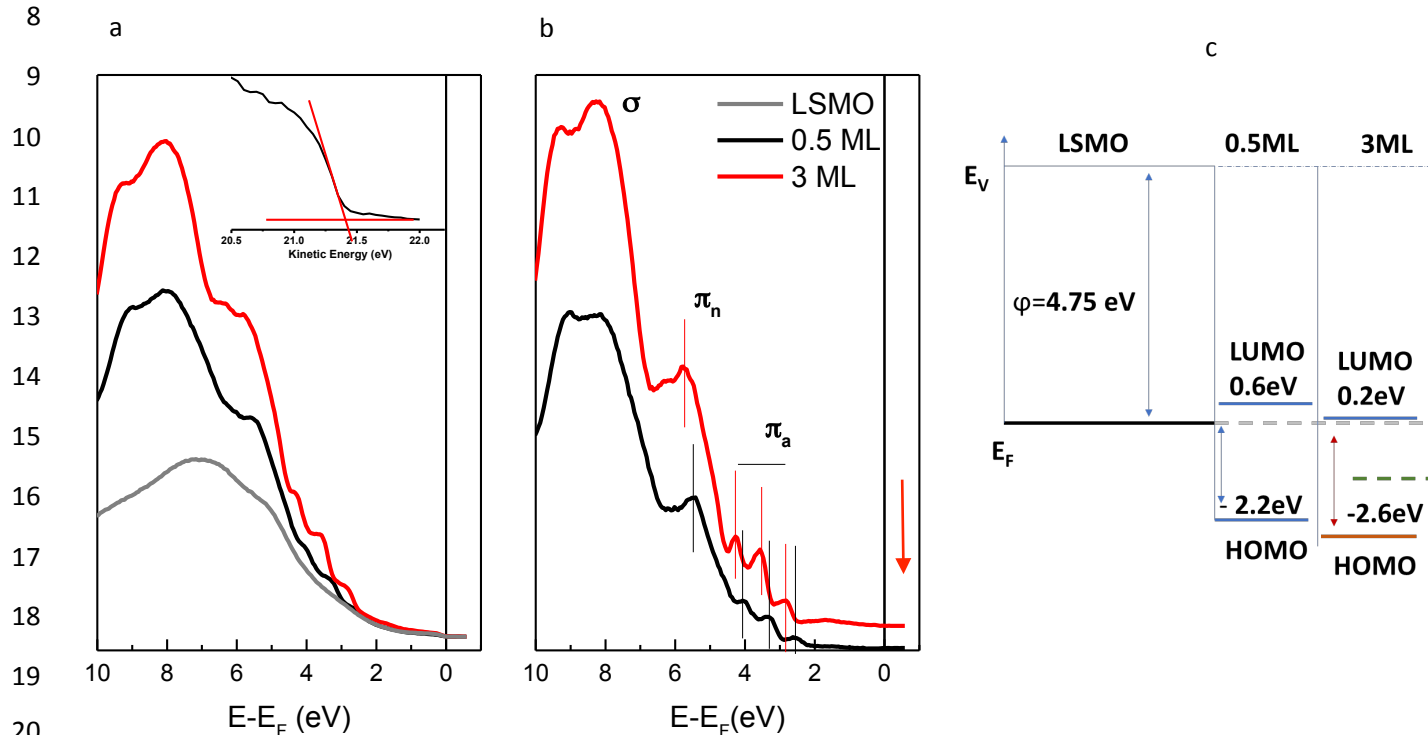 8
9
10
11
12
13
14
15
16
17
18
19
20
a
20.5 21.0 21.5 22.0
Kinetic Energy (eV)
10 8 6 4 2 0
E-E_F (eV)
b
σ
LSMO
0.5 ML
3 ML
π_n
π_a
10 8 6 4 2 0
E-E_F(eV)
c
LSMO 0.5ML 3ML
E_V
φ=4.75 eV
LUMO
0.6eV
LUMO
0.2eV
E_F
- 2.2eV
HOMO
-2.6eV
HOMO